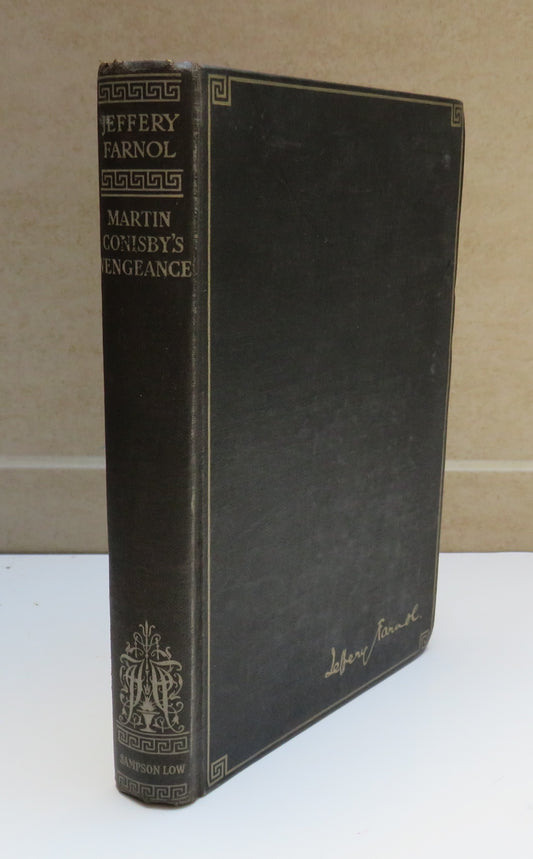 JEFFERY
FARNOL
MARTIN
CONISBY'S
VENGEANCE
SAMPSON LOW
Jeffery Farnol.